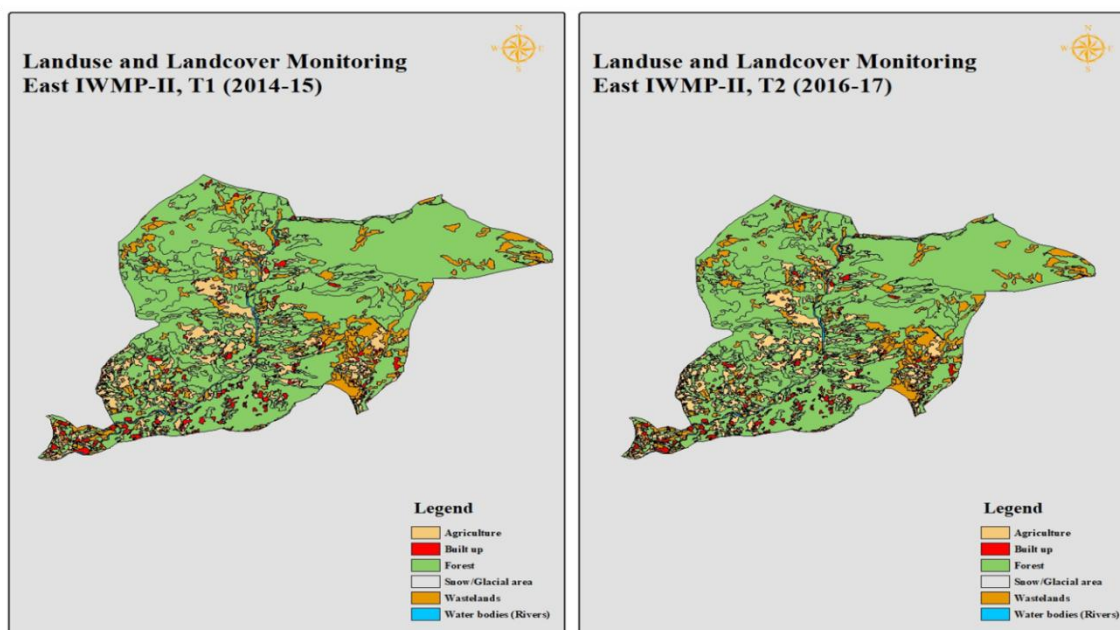 N
W E
S
Landuse and Landcover Monitoring
East IWMP-II, T1 (2014-15)
Legend
Agriculture
Built up
Forest
Snow/Glacial area
Wastelands
Water bodies (Rivers)
N
W E
S
Landuse and Landcover Monitoring
East IWMP-II, T2 (2016-17)
Legend
Agriculture
Built up
Forest
Snow/Glacial area
Wastelands
Water bodies (Rivers)